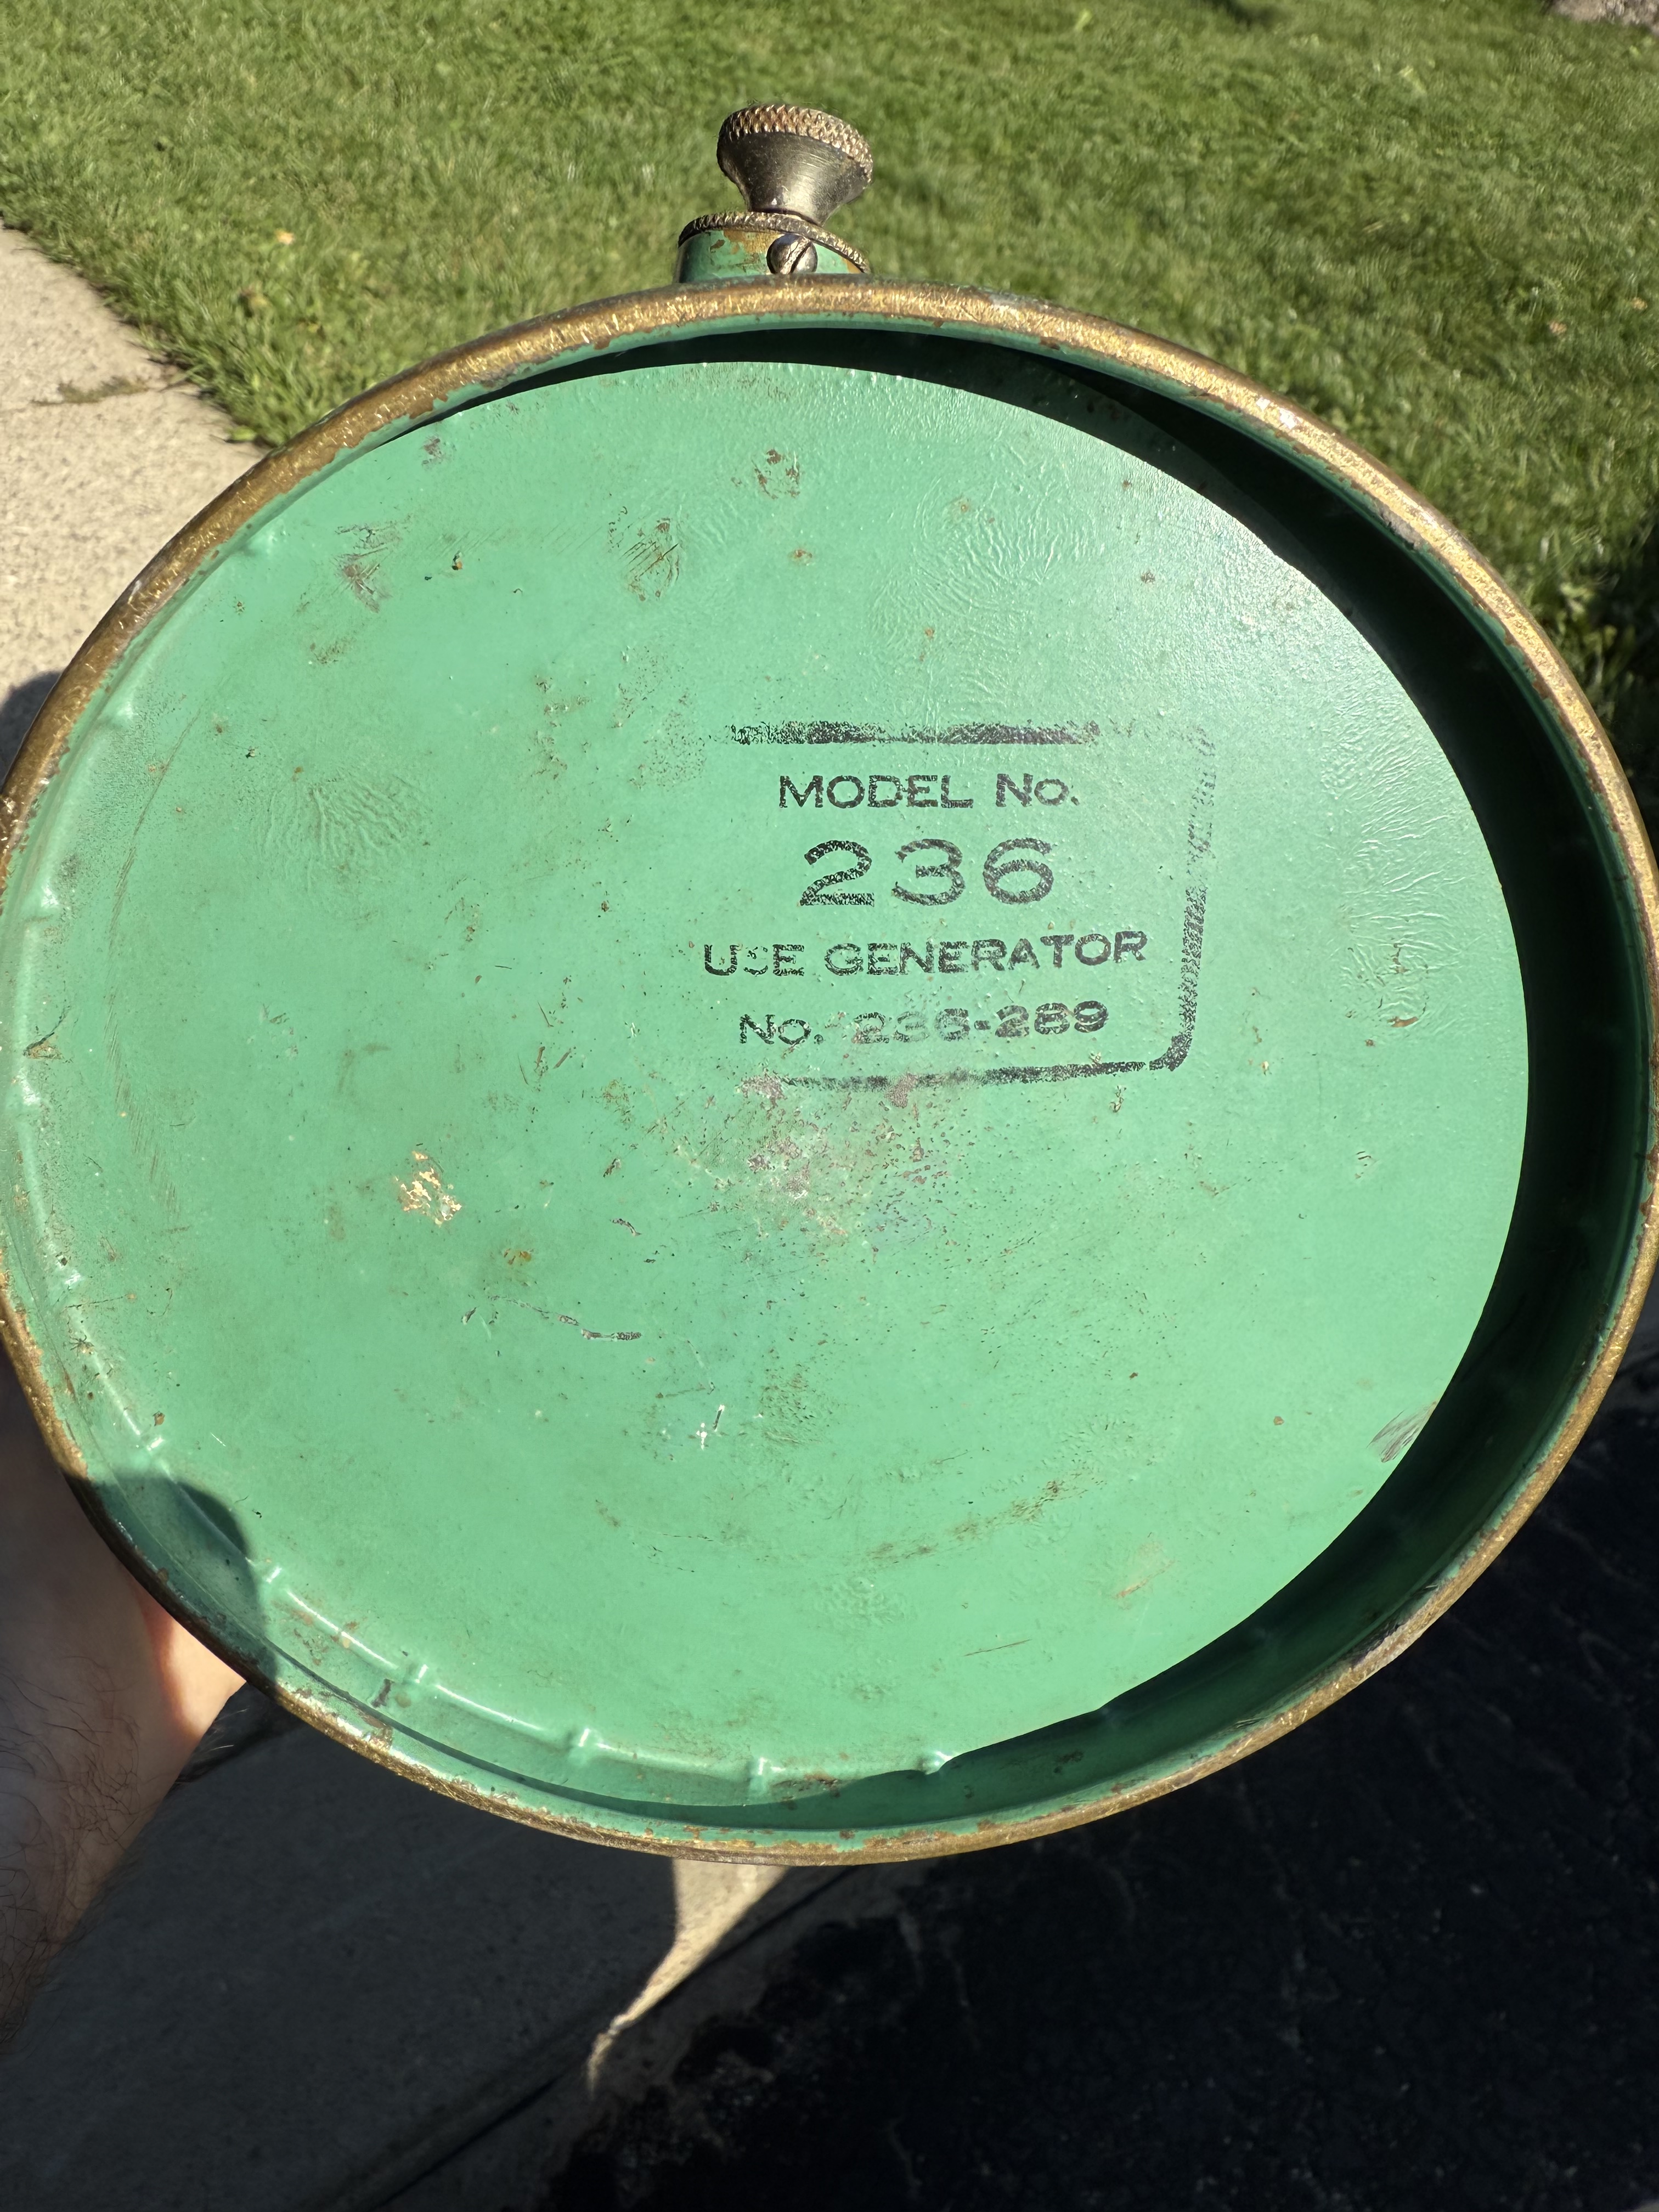 MODEL No.
236
USE GENERATOR
No. 236-289